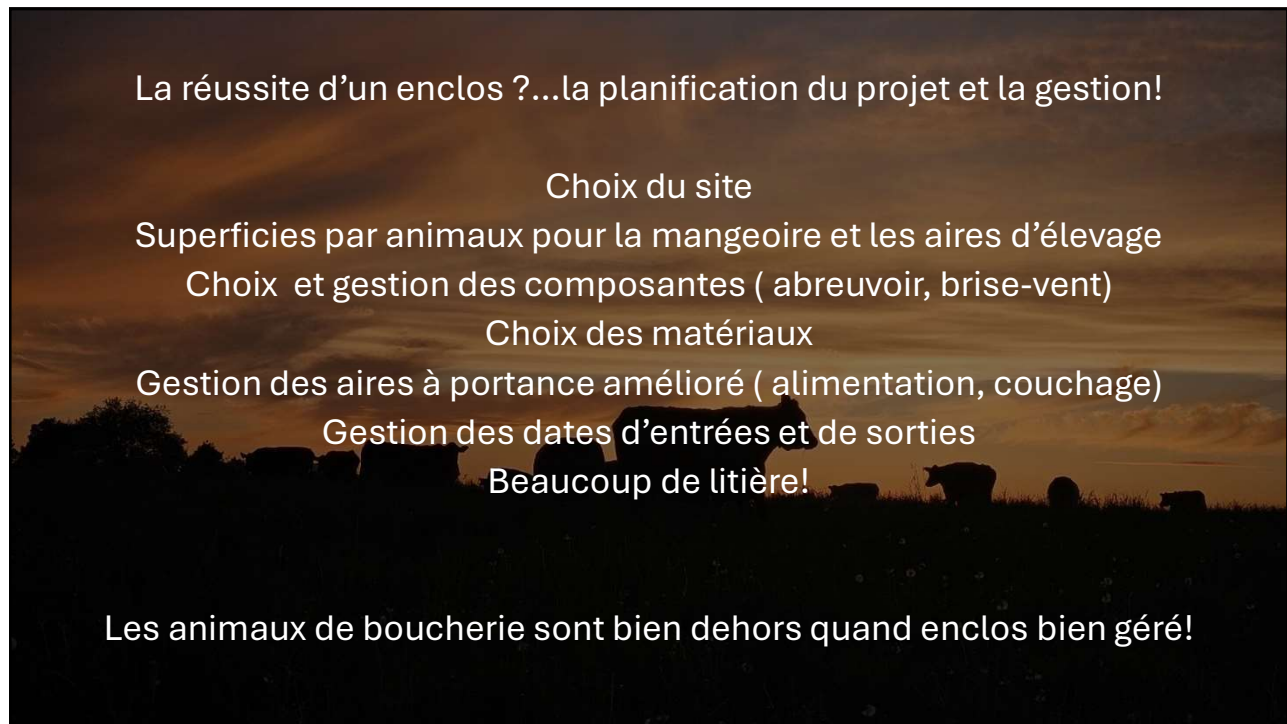 La réussite d’un enclos ?...la planification du projet et la gestion!
Choix du site
Superficies par animaux pour la mangeoire et les aires d’élevage
Choix et gestion des composantes ( abreuvoir, brise-vent)
Choix des matériaux
Gestion des aires à portance amélioré ( alimentation, couchage)
Gestion des dates d’entrées et de sorties
Beaucoup de litière!
Les animaux de boucherie sont bien dehors quand enclos bien géré!